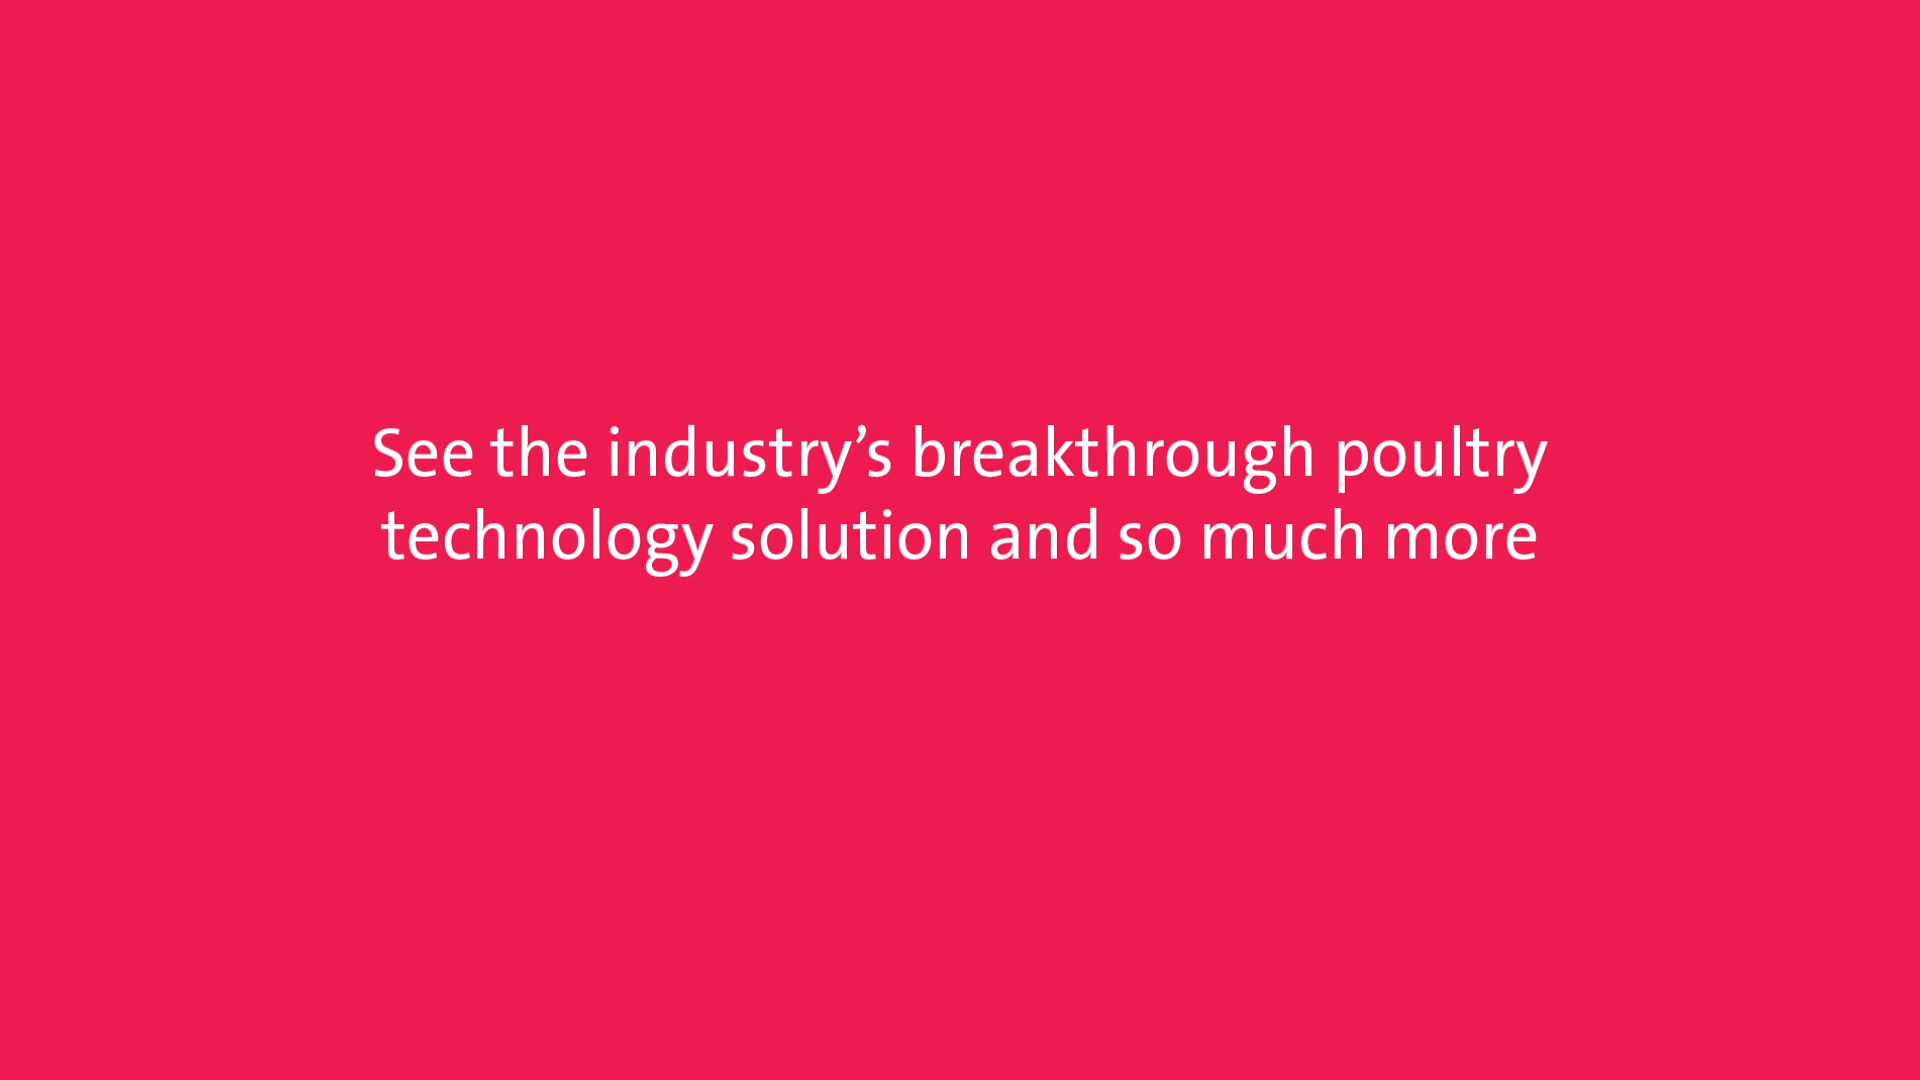 See the industry’s breakthrough poultry
technology solution and so much more